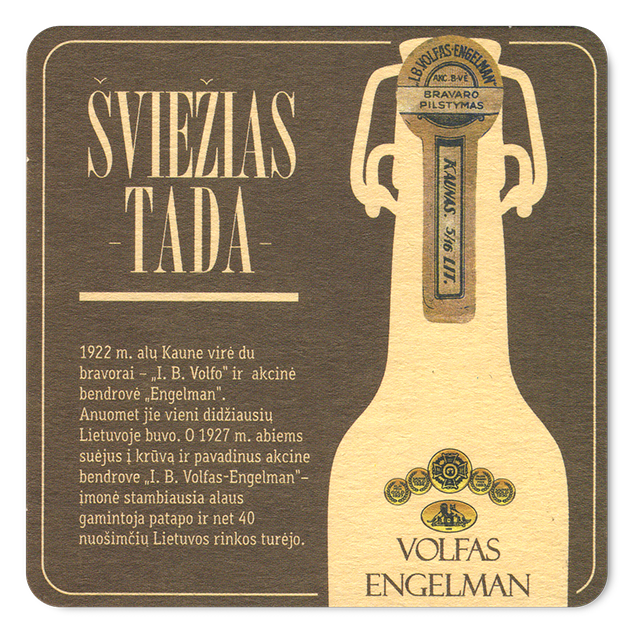 ŠVIEŽIAS
-TADA-
1922 m. alų Kaune virė du
bravorai – „I. B. Volfo" ir akcinė
bendrovė „Engelman".
Anuomet jie vieni didžiausių
Lietuvoje buvo. O 1927 m. abiems
suėjus į krūvą ir pavadinus akcine
bendrove „I. B. Volfas-Engelman"–
įmonė stambiausia alaus
gamintoja patapo ir net 40
nuošimčių Lietuvos rinkos turėjo.
„I.B. VOLFAS-ENGELMAN"
AKC. B-VĖ
BRAVARO
PILSTYMAS
KAUNAS. 5/16 LIT.
VOLFAS
ENGELMAN